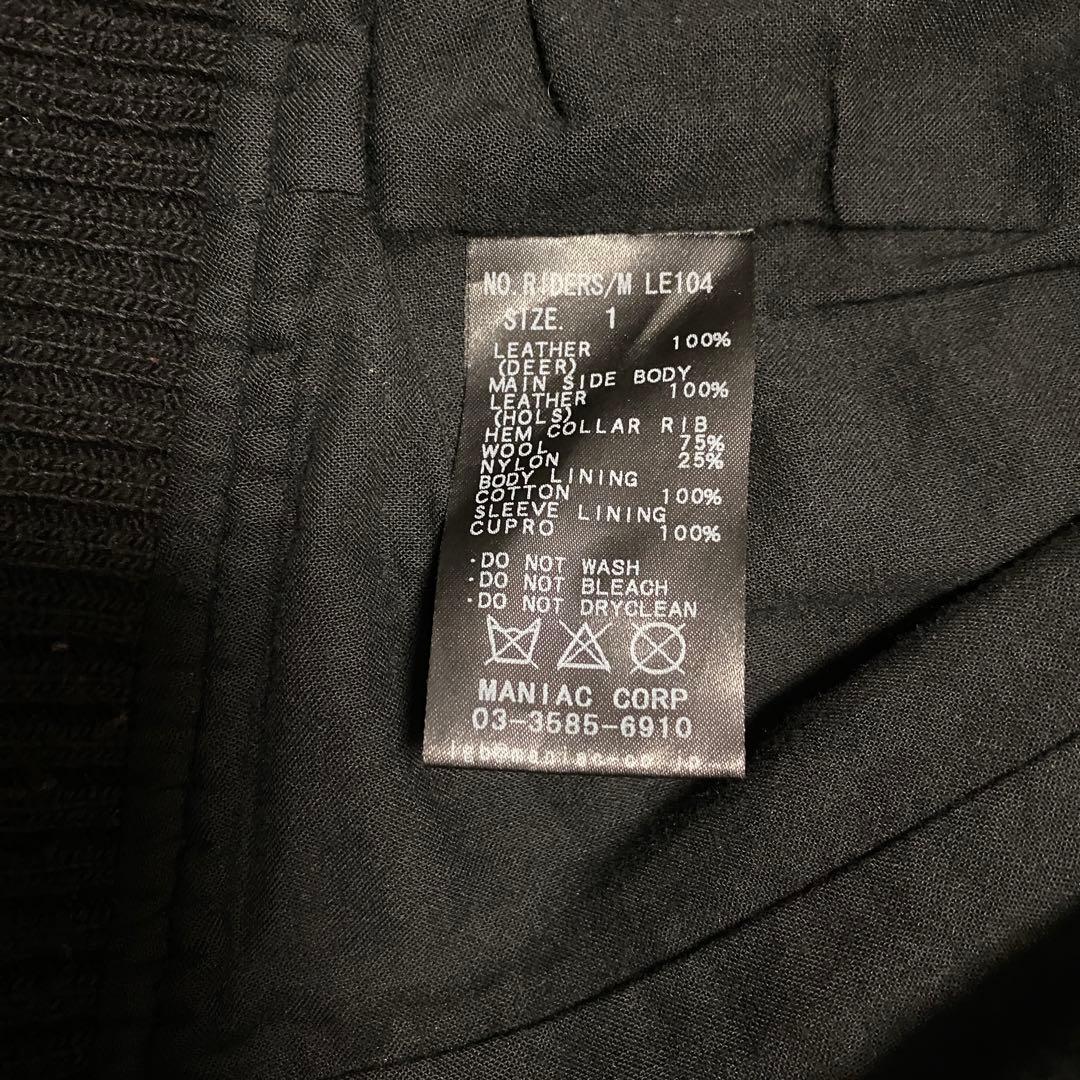 NO. RIDERS/M LE104
SIZE. 1
LEATHER 100%
(DEER)
MAIN SIDE BODY
LEATHER 100%
(HOLS)
HEM COLLAR RIB
WOOL 75%
NYLON 25%
BODY LINING
COTTON 100%
SLEEVE LINING
CUPRO 100%
·DO NOT WASH
·DO NOT BLEACH
·DO NOT DRYCLEAN
MANIAC CORP
03-3585-6910